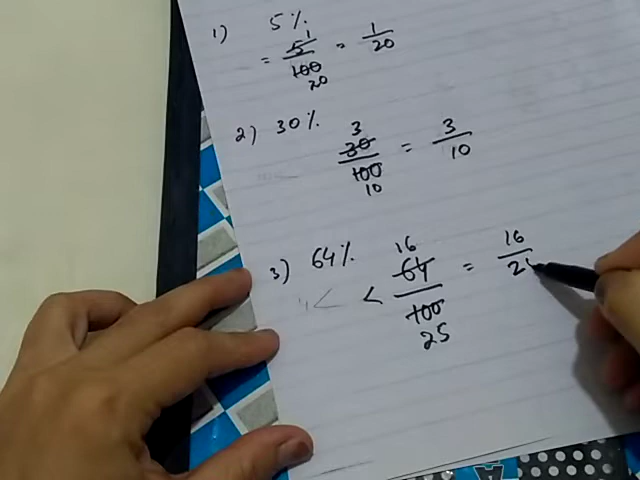 1) 5%
= 5/100 1 20 = 1/20
2) 30%
30/100 3 10 = 3/10
3) 64%
< < 64/100 16 25 = 16/2
A